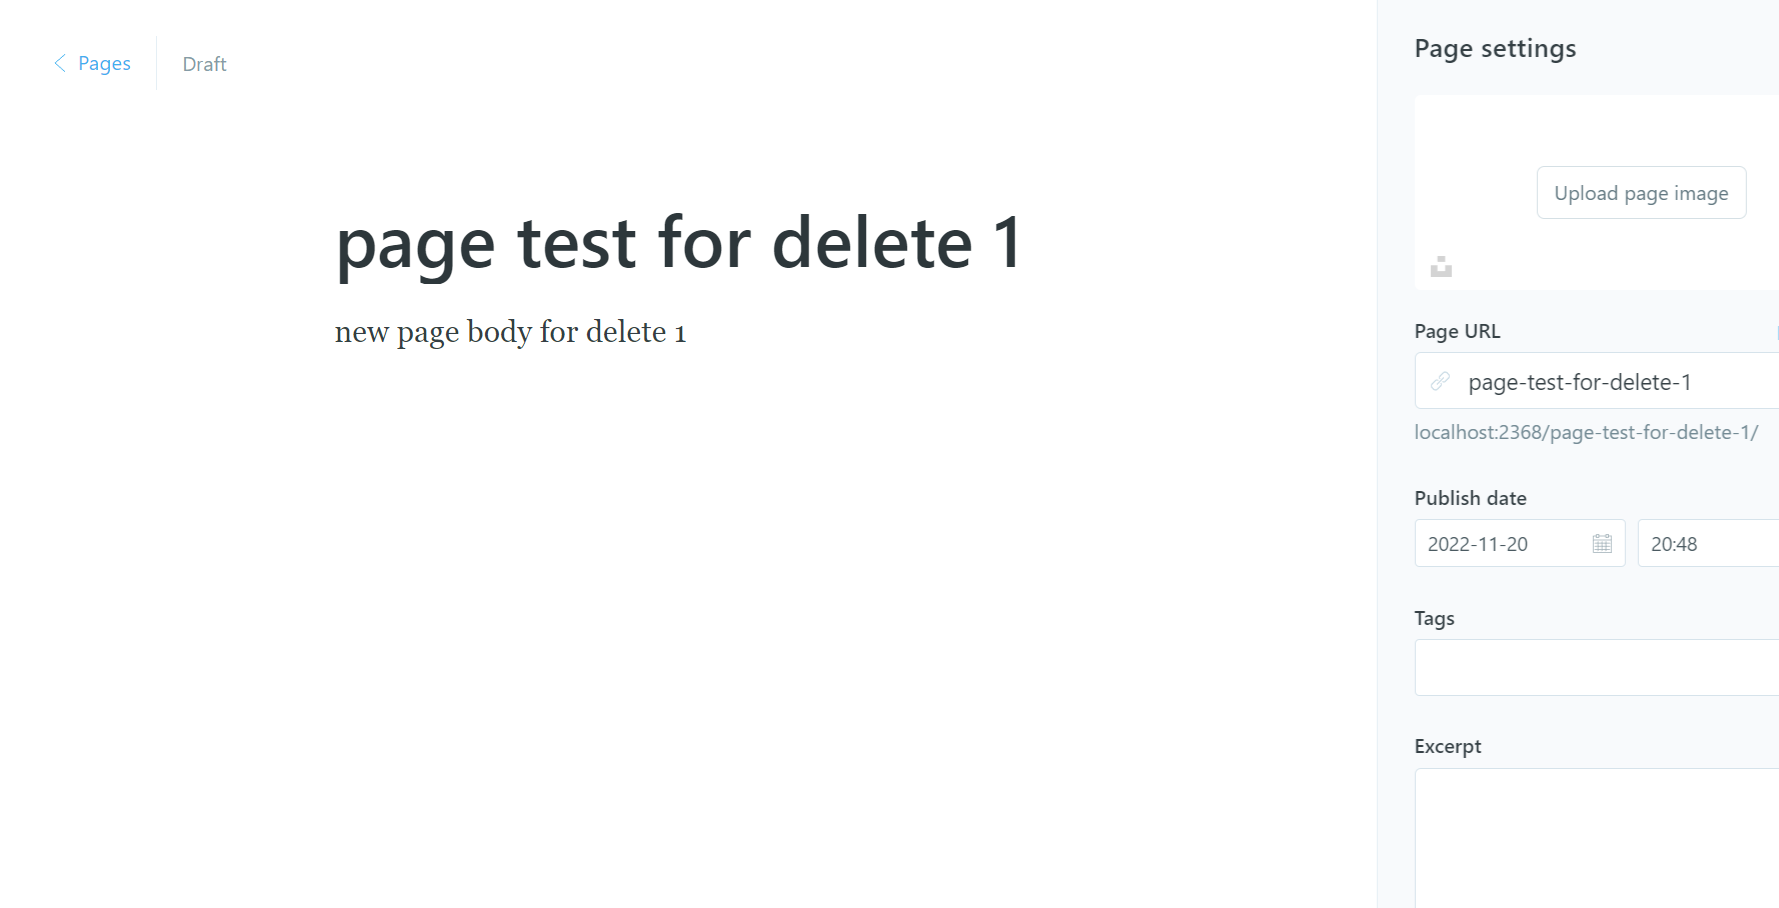 Pages
Draft
page test for delete 1
new page body for delete 1
Page settings
Upload page image
Page URL
page-test-for-delete-1
localhost:2368/page-test-for-delete-1/
Publish date
2022-11-20
20:48
Tags
Excerpt